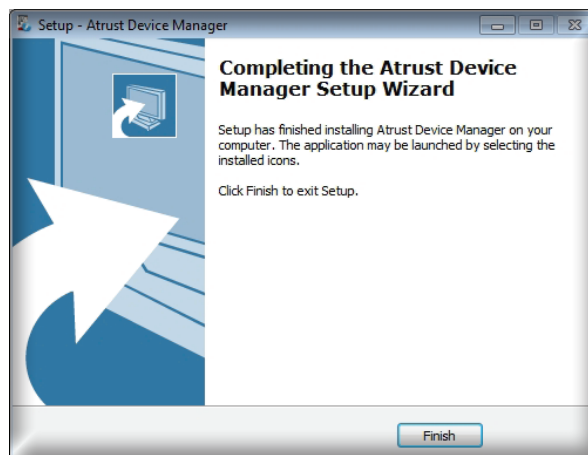 Setup - Atrust Device Manager
Completing the Atrust Device
Manager Setup Wizard
Setup has finished installing Atrust Device Manager on your
computer. The application may be launched by selecting the
installed icons.
Click Finish to exit Setup.
Finish